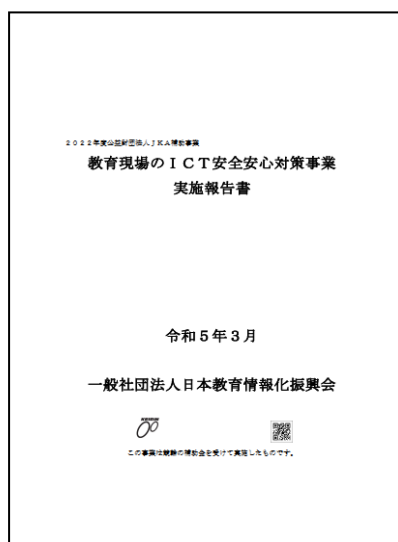 ２０２２年度公益財団法人ＪＫＡ補助事業
教育現場のＩＣＴ安全安心対策事業
実施報告書
令和５年３月
一般社団法人日本教育情報化振興会
この事業は競輪の補助金を受けて実施したものです。